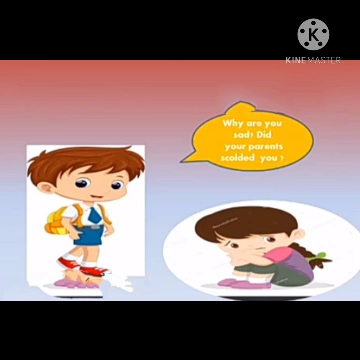 K
KINEMASTER
Why are you
sad? Did
your parents
scolded you ?